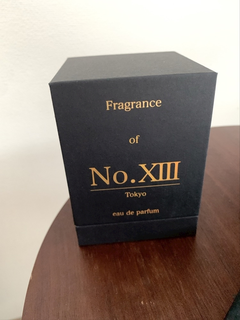 Fragrance
of
No.XIII
Tokyo
eau de parfum